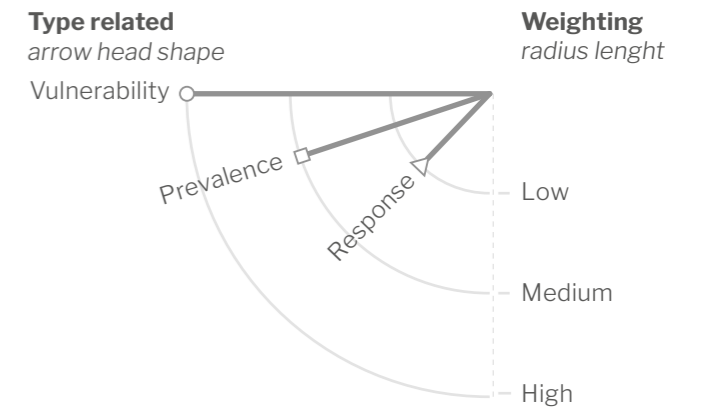 Type related
arrow head shape
Weighting
radius lenght
Vulnerability
Prevalence
Response
Low
Medium
High